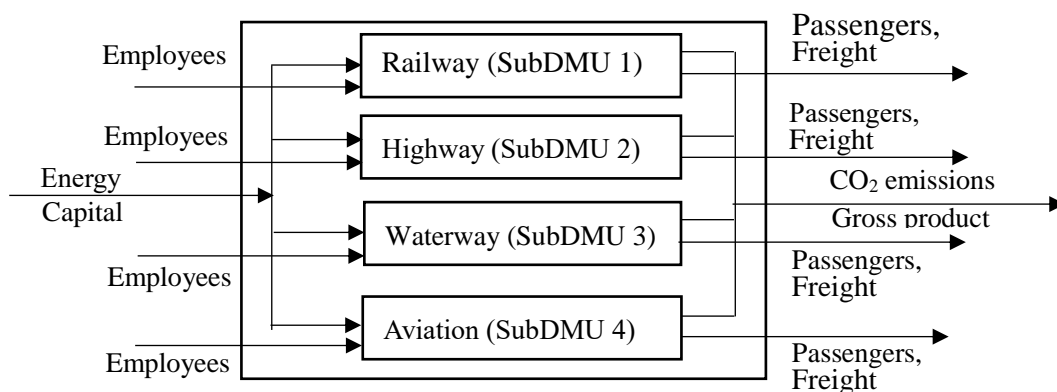 Employees
Railway (SubDMU 1)
Passengers,
Freight
Employees
Highway (SubDMU 2)
Passengers,
Freight
Energy
Capital
CO₂ emissions
Gross product
Waterway (SubDMU 3)
Employees
Passengers,
Freight
Aviation (SubDMU 4)
Employees
Passengers,
Freight